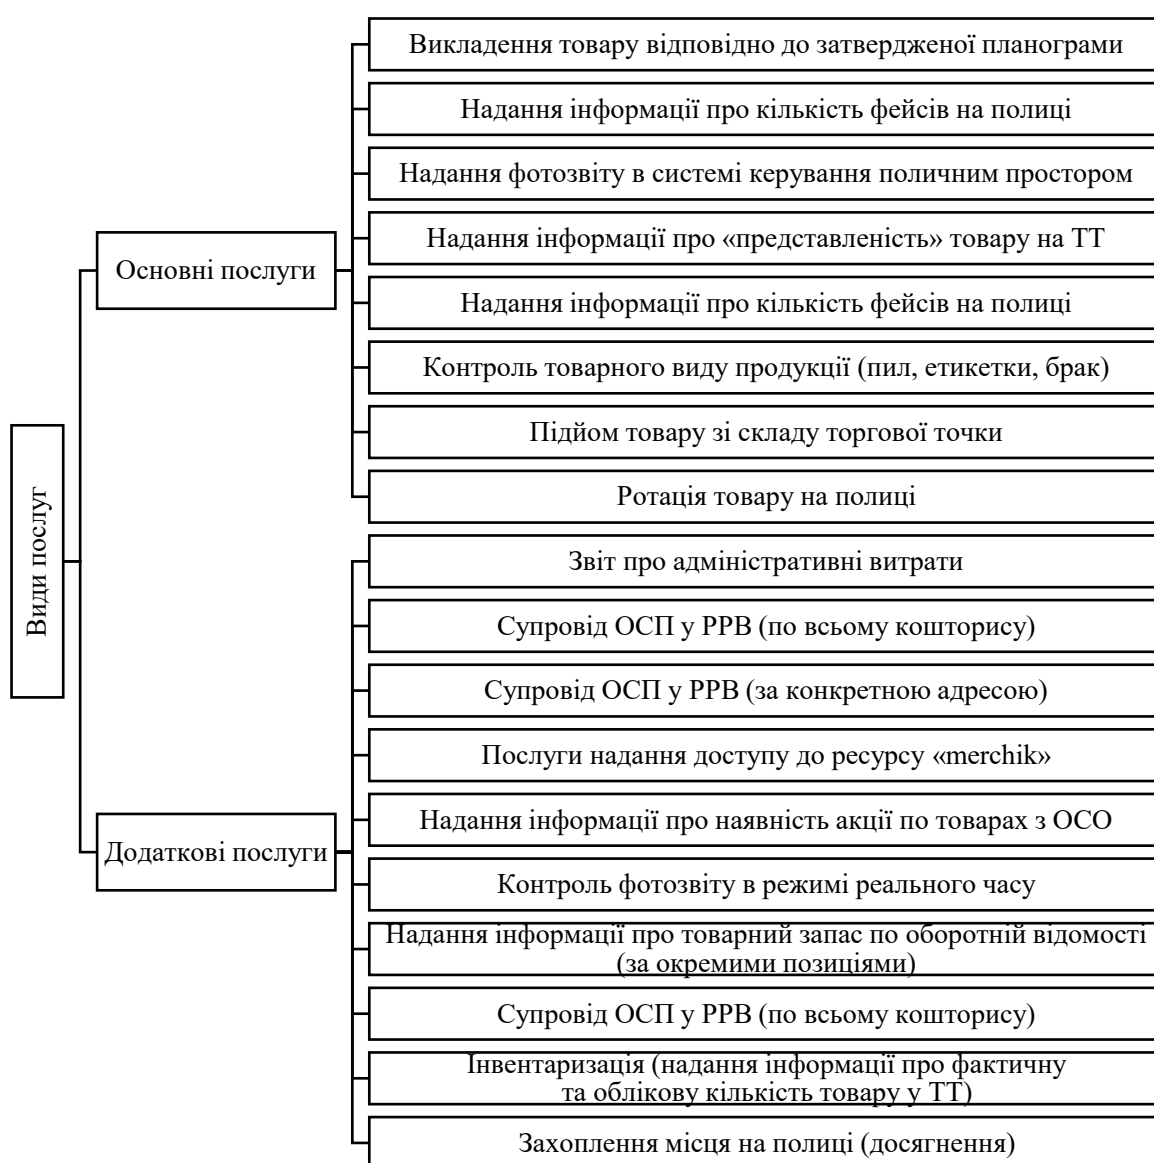 Види послуг
Основні послуги
Викладення товару відповідно до затвердженої планограми
Надання інформації про кількість фейсів на полиці
Надання фотозвіту в системі керування поличним простором
Надання інформації про «представленість» товару на ТТ
Надання інформації про кількість фейсів на полиці
Контроль товарного виду продукції (пил, етикетки, брак)
Підйом товару зі складу торгової точки
Ротація товару на полиці
Додаткові послуги
Звіт про адміністративні витрати
Супровід ОСП у РРВ (по всьому кошторису)
Супровід ОСП у РРВ (за конкретною адресою)
Послуги надання доступу до ресурсу «merchik»
Надання інформації про наявність акції по товарах з ОСО
Контроль фотозвіту в режимі реального часу
Надання інформації про товарний запас по оборотній відомості
(за окремими позиціями)
Супровід ОСП у РРВ (по всьому кошторису)
Інвентаризація (надання інформації про фактичну
та облікову кількість товару у ТТ)
Захоплення місця на полиці (досягнення)